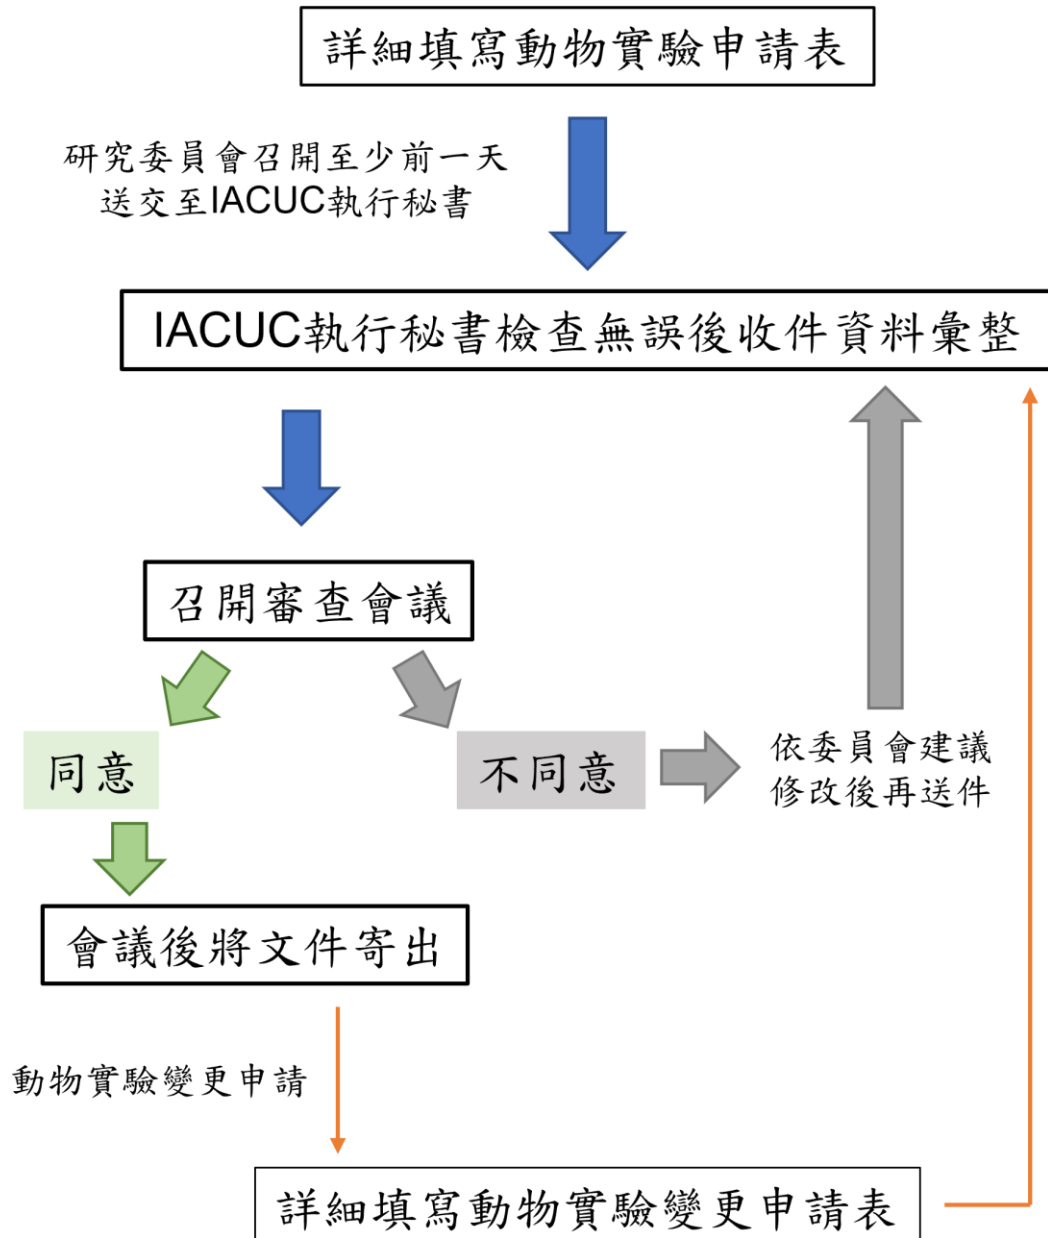 詳細填寫動物實驗申請表
研究委員會召開至少前一天
送交至IACUC執行秘書
IACUC執行秘書檢查無誤後收件資料彙整
召開審查會議
同意
不同意
依委員會建議
修改後再送件
會議後將文件寄出
動物實驗變更申請
詳細填寫動物實驗變更申請表